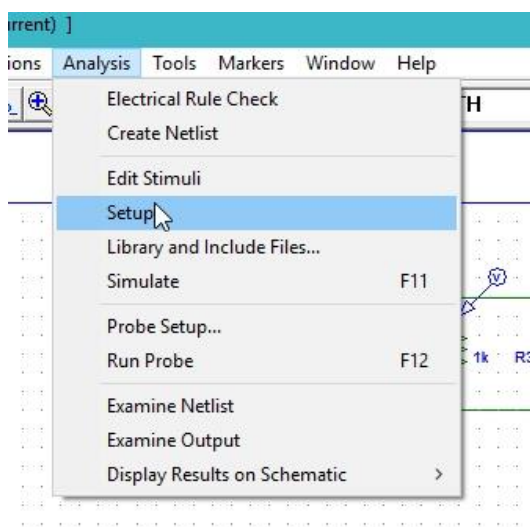 rrent) ]
ions Analysis Tools Markers Window Help
TH
Electrical Rule Check
Create Netlist
Edit Stimuli
Setup
Library and Include Files...
Simulate F11
V
Probe Setup...
Run Probe F12
1k R3
Examine Netlist
Examine Output
Display Results on Schematic >